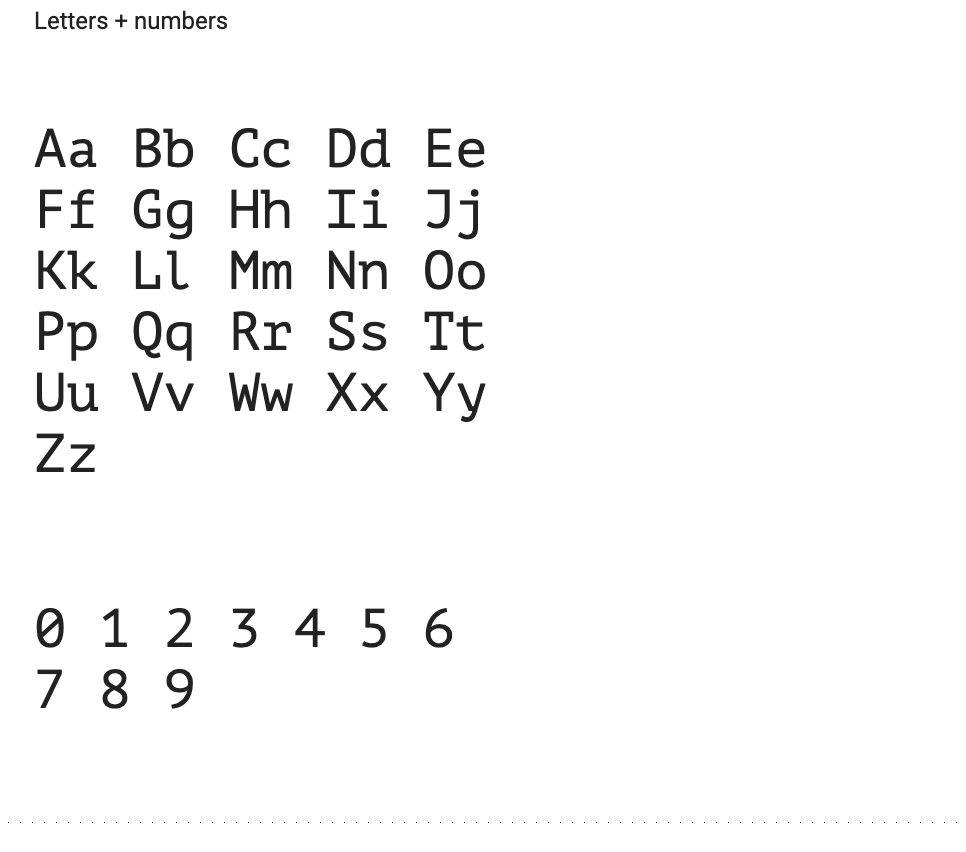 Letters + numbers
Aa Bb Cc Dd Ee
Ff Gg Hh Ii Jj
Kk Ll Mm Nn Oo
Pp Qq Rr Ss Tt
Uu Vv Ww Xx Yy
Zz
0 1 2 3 4 5 6
7 8 9